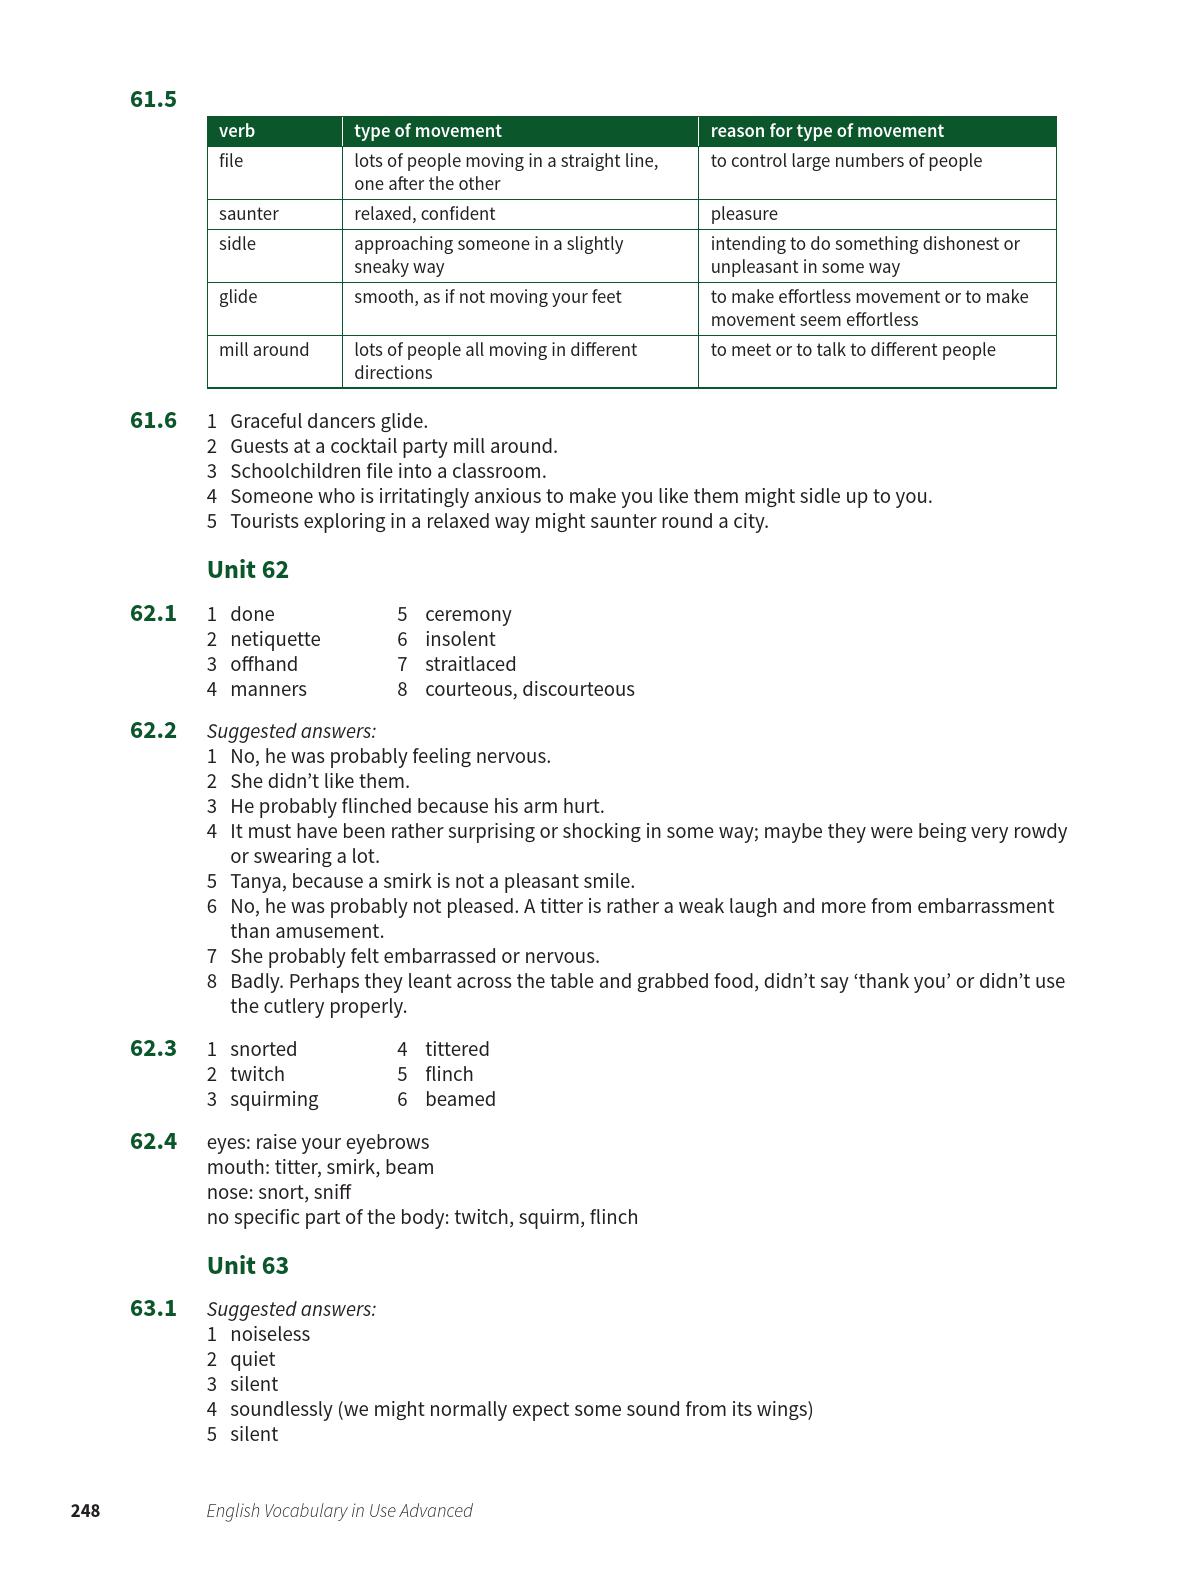 61.5
verb type of movement reason for type of movement
file lots of people moving in a straight line, to control large numbers of people
one after the other
saunter relaxed, confident pleasure
sidle approaching someone in a slightly intending to do something dishonest or
sneaky way unpleasant in some way
glide smooth, as if not moving your feet to make effortless movement or to make
movement seem effortless
mill around lots of people all moving in different to meet or to talk to different people
directions
61.6 1 Graceful dancers glide.
2 Guests at a cocktail party mill around.
3 Schoolchildren file into a classroom.
4 Someone who is irritatingly anxious to make you like them might sidle up to you.
5 Tourists exploring in a relaxed way might saunter round a city.
Unit 62
62.1 1 done 5 ceremony
2 netiquette 6 insolent
3 offhand 7 straitlaced
4 manners 8 courteous, discourteous
62.2 Suggested answers:
1 No, he was probably feeling nervous.
2 She didn’t like them.
3 He probably flinched because his arm hurt.
4 It must have been rather surprising or shocking in some way; maybe they were being very rowdy
or swearing a lot.
5 Tanya, because a smirk is not a pleasant smile.
6 No, he was probably not pleased. A titter is rather a weak laugh and more from embarrassment
than amusement.
7 She probably felt embarrassed or nervous.
8 Badly. Perhaps they leant across the table and grabbed food, didn’t say ‘thank you’ or didn’t use
the cutlery properly.
62.3 1 snorted 4 tittered
2 twitch 5 flinch
3 squirming 6 beamed
62.4 eyes: raise your eyebrows
mouth: titter, smirk, beam
nose: snort, sniff
no specific part of the body: twitch, squirm, flinch
Unit 63
63.1 Suggested answers:
1 noiseless
2 quiet
3 silent
4 soundlessly (we might normally expect some sound from its wings)
5 silent
248 English Vocabulary in Use Advanced